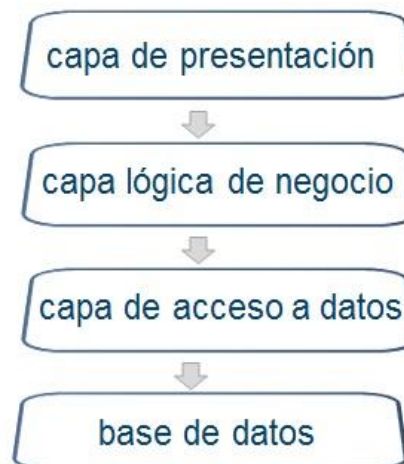 capa de presentación
capa lógica de negocio
capa de acceso a datos
base de datos